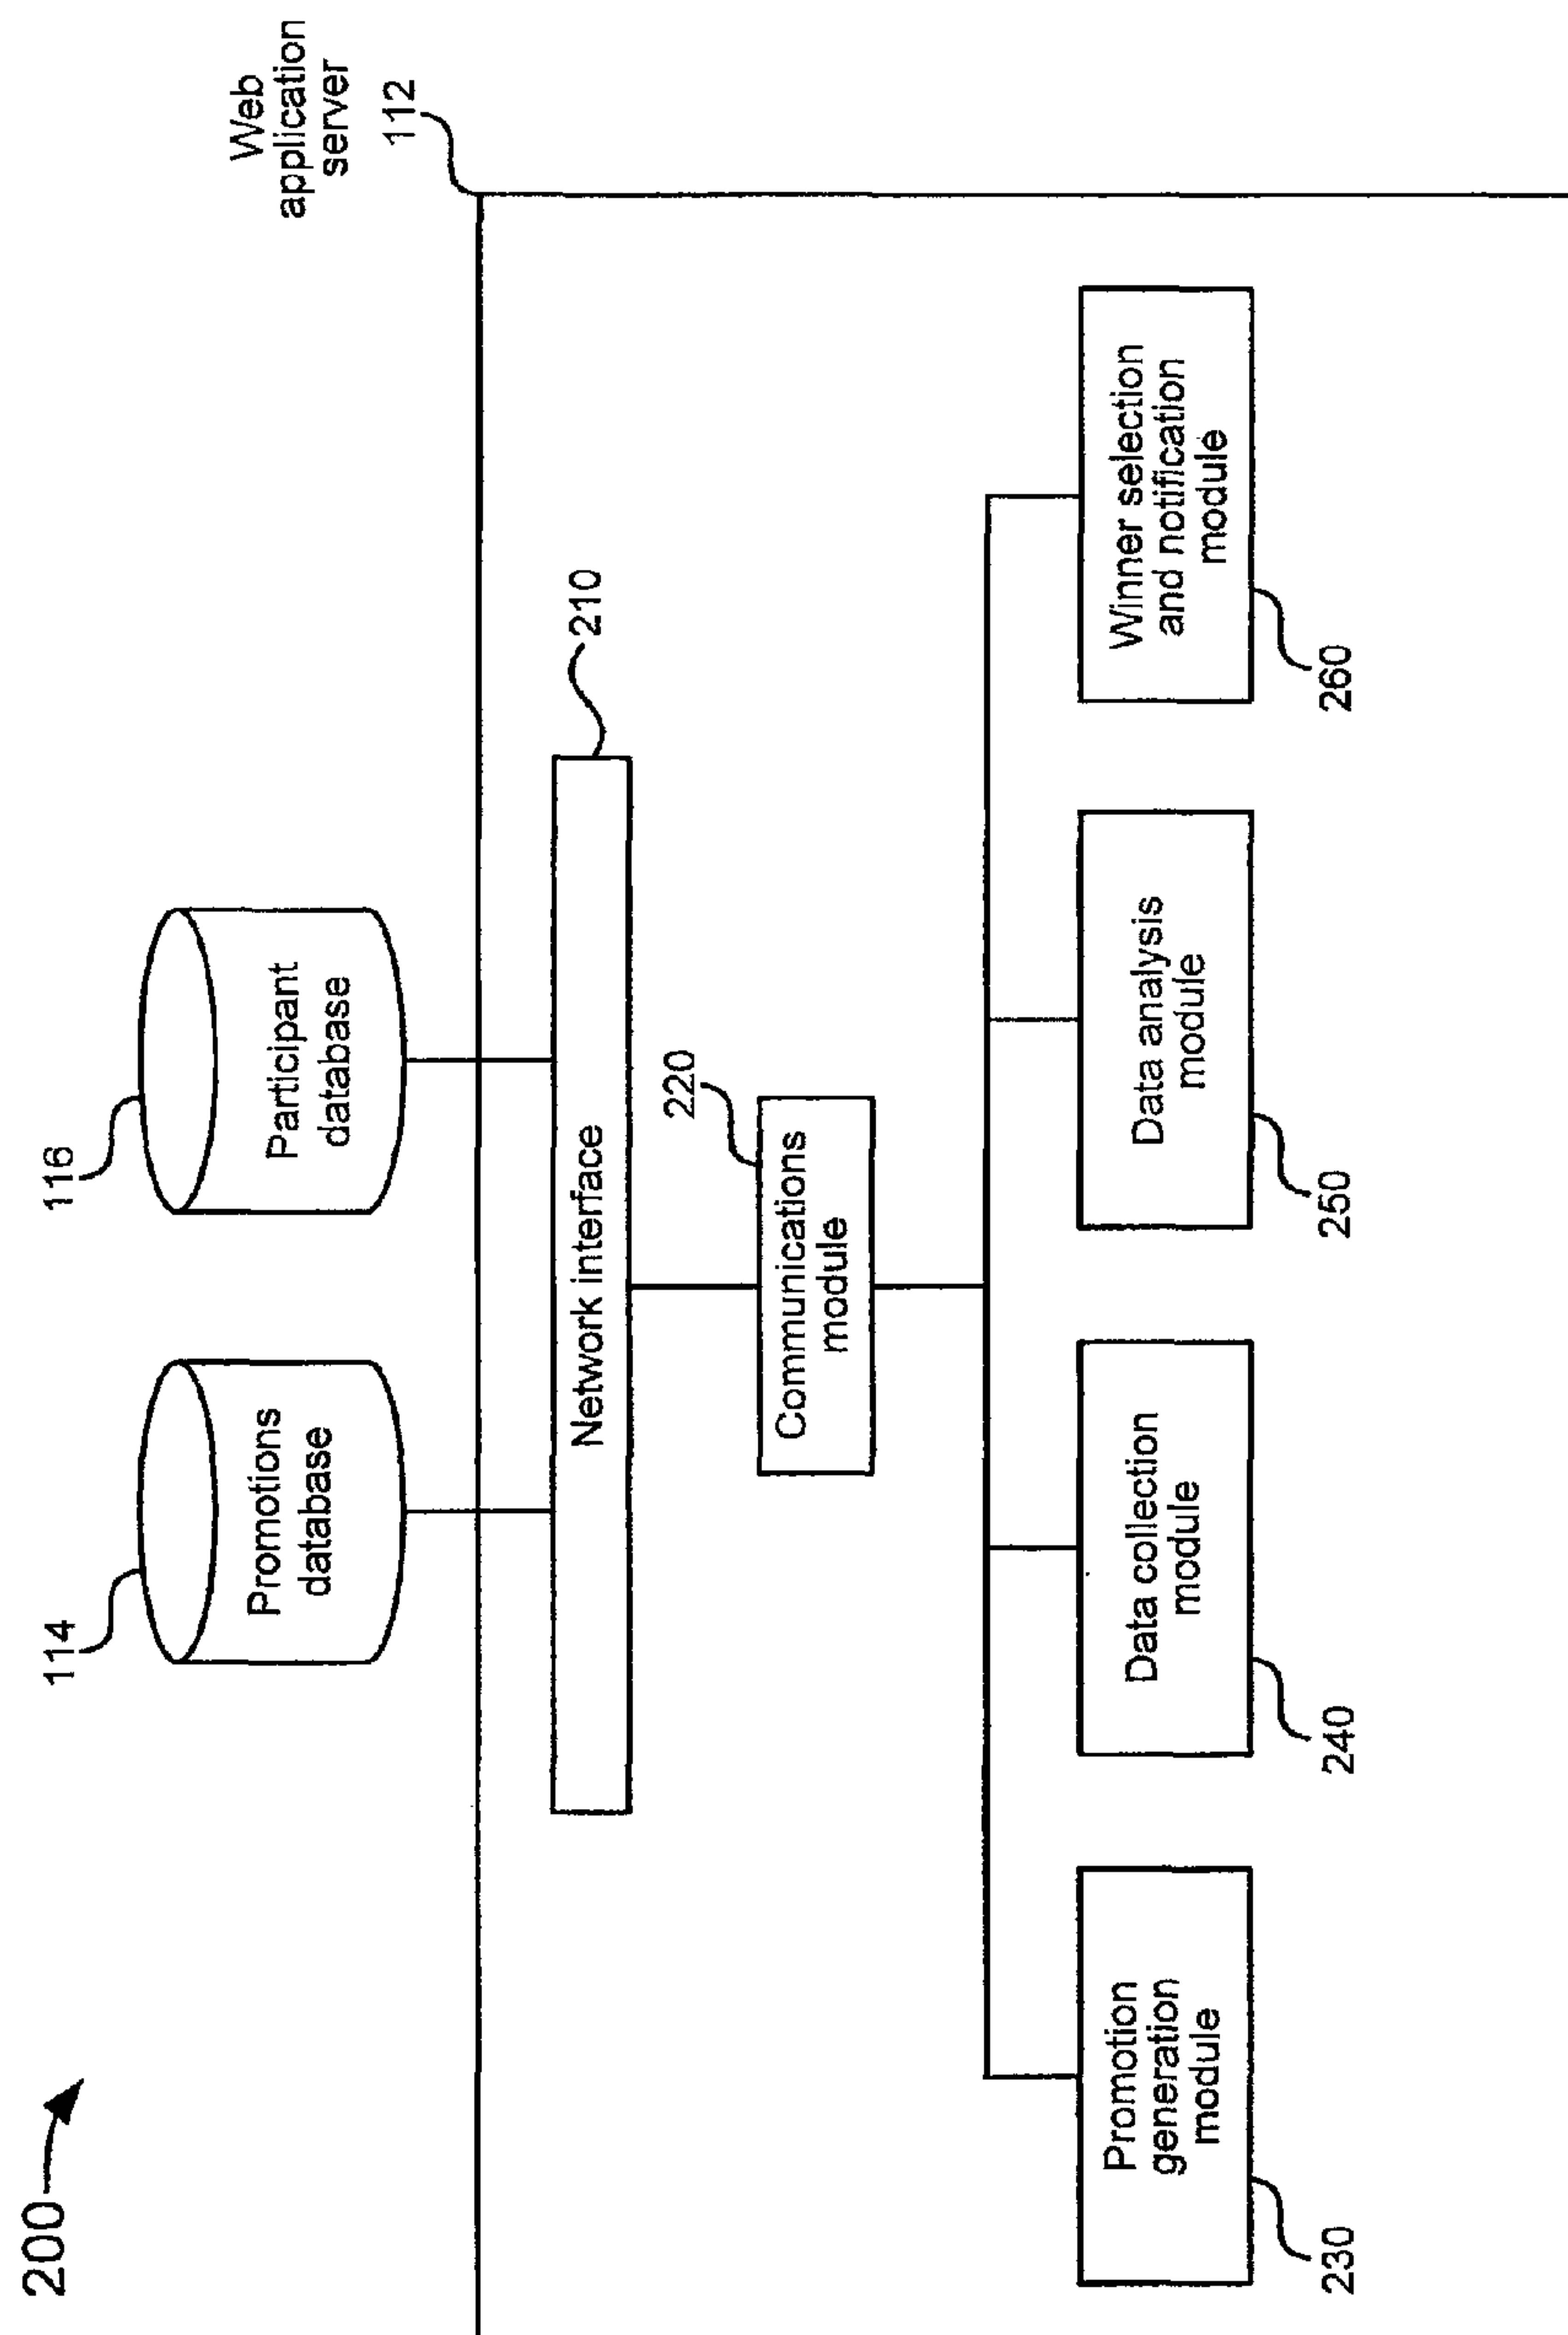 200
Web
application
server
112
114
Promotions
database
116
Participant
database
Network interface
210
Communications
module
220
Promotion
generation
module
230
Data collection
module
240
Data analysis
module
250
Winner selection
and notification
module
260